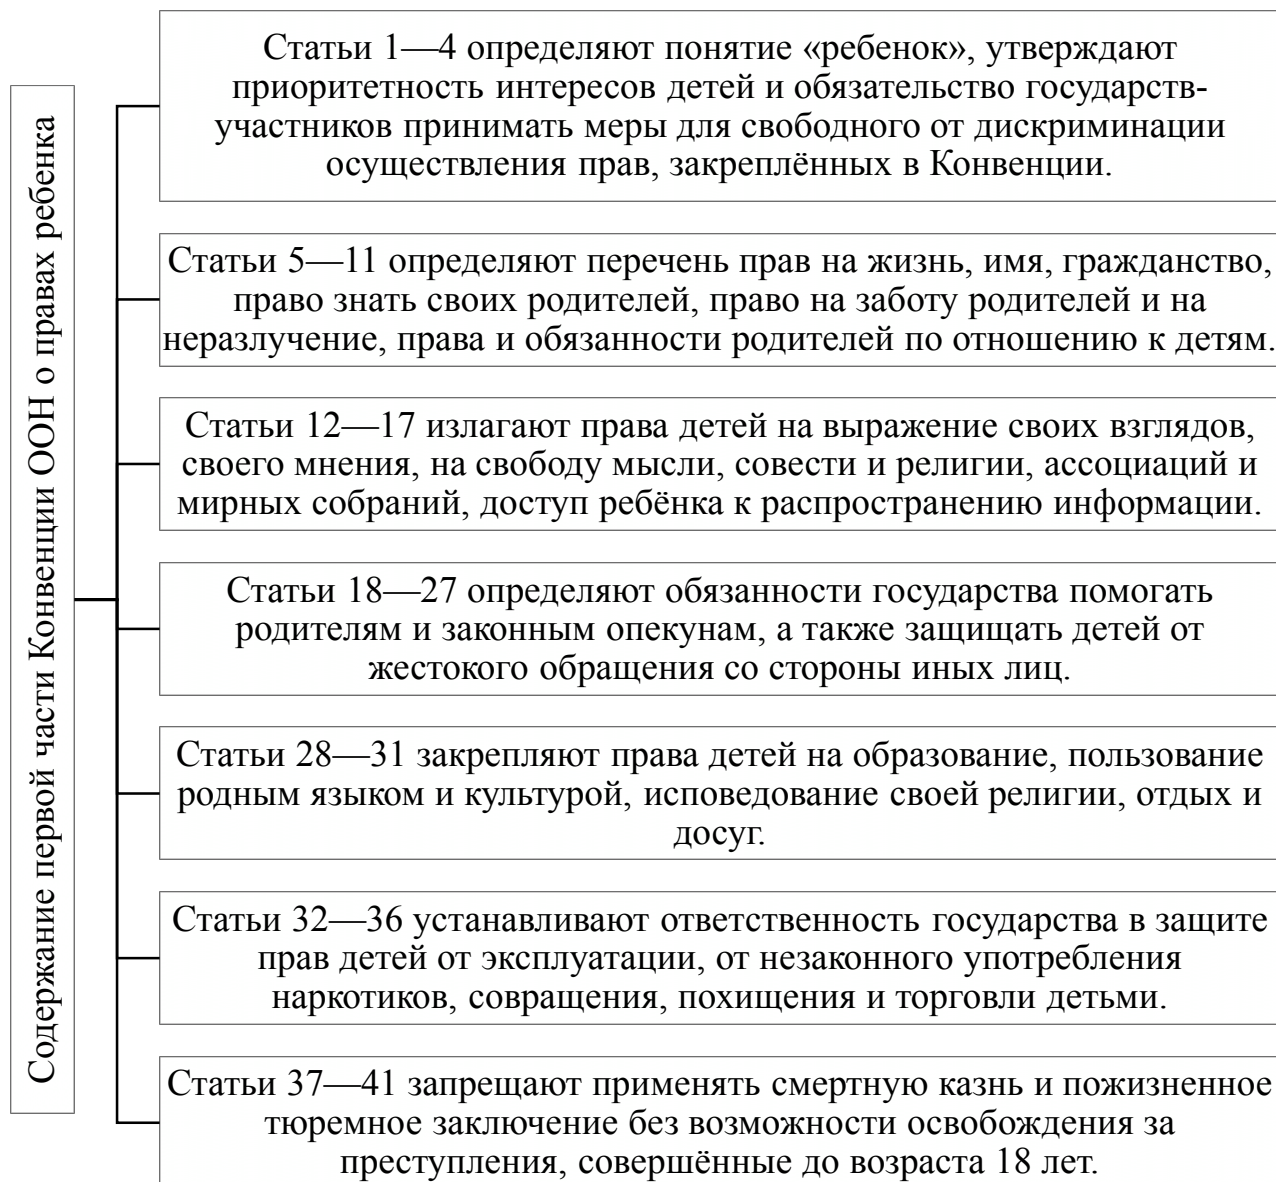 Содержание первой части Конвенции ООН о правах ребенка
Статьи 1—4 определяют понятие «ребенок», утверждают
приоритетность интересов детей и обязательство государств-
участников принимать меры для свободного от дискриминации
осуществления прав, закреплённых в Конвенции.
Статьи 5—11 определяют перечень прав на жизнь, имя, гражданство,
право знать своих родителей, право на заботу родителей и на
неразлучение, права и обязанности родителей по отношению к детям.
Статьи 12—17 излагают права детей на выражение своих взглядов,
своего мнения, на свободу мысли, совести и религии, ассоциаций и
мирных собраний, доступ ребёнка к распространению информации.
Статьи 18—27 определяют обязанности государства помогать
родителям и законным опекунам, а также защищать детей от
жестокого обращения со стороны иных лиц.
Статьи 28—31 закрепляют права детей на образование, пользование
родным языком и культурой, исповедование своей религии, отдых и
досуг.
Статьи 32—36 устанавливают ответственность государства в защите
прав детей от эксплуатации, от незаконного употребления
наркотиков, совращения, похищения и торговли детьми.
Статьи 37—41 запрещают применять смертную казнь и пожизненное
тюремное заключение без возможности освобождения за
преступления, совершённые до возраста 18 лет.